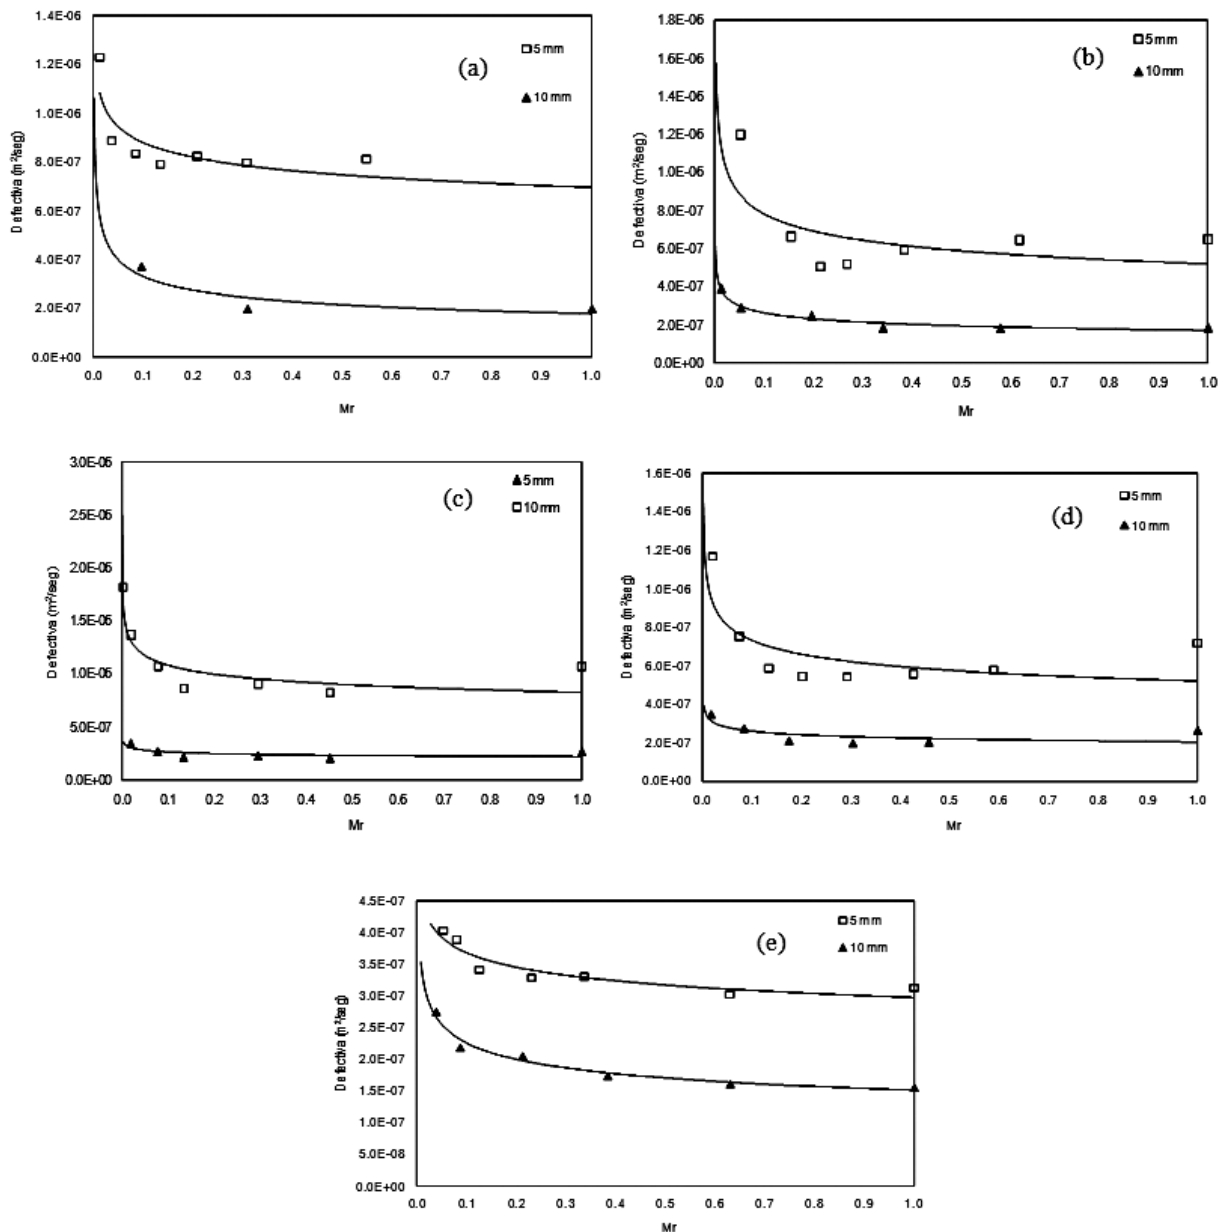 1.4E-06
1.2E-06
1.0E-06
8.0E-07
6.0E-07
4.0E-07
2.0E-07
0.0E+00
Defectiva (m²/seg)
0.0 0.1 0.2 0.3 0.4 0.5 0.6 0.7 0.8 0.9 1.0
Mr
(a)
5 mm
10 mm
1.8E-06
1.6E-06
1.4E-06
1.2E-06
1.0E-06
8.0E-07
6.0E-07
4.0E-07
2.0E-07
0.0E+00
Defectiva (m²/seg)
0.0 0.1 0.2 0.3 0.4 0.5 0.6 0.7 0.8 0.9 1.0
Mr
(b)
5 mm
10 mm
3.0E-06
2.5E-06
2.0E-06
1.5E-06
1.0E-06
5.0E-07
0.0E+00
Defectiva (m²/seg)
0.0 0.1 0.2 0.3 0.4 0.5 0.6 0.7 0.8 0.9 1.0
Mr
(c)
5 mm
10 mm
1.6E-06
1.4E-06
1.2E-06
1.0E-06
8.0E-07
6.0E-07
4.0E-07
2.0E-07
0.0E+00
Defectiva (m²/seg)
0.0 0.1 0.2 0.3 0.4 0.5 0.6 0.7 0.8 0.9 1.0
Mr
(d)
5 mm
10 mm
4.5E-07
4.0E-07
3.5E-07
3.0E-07
2.5E-07
2.0E-07
1.5E-07
1.0E-07
5.0E-08
0.0E+00
Defectiva (m²/seg)
0.0 0.1 0.2 0.3 0.4 0.5 0.6 0.7 0.8 0.9 1.0
Mr
(e)
5 mm
10 mm